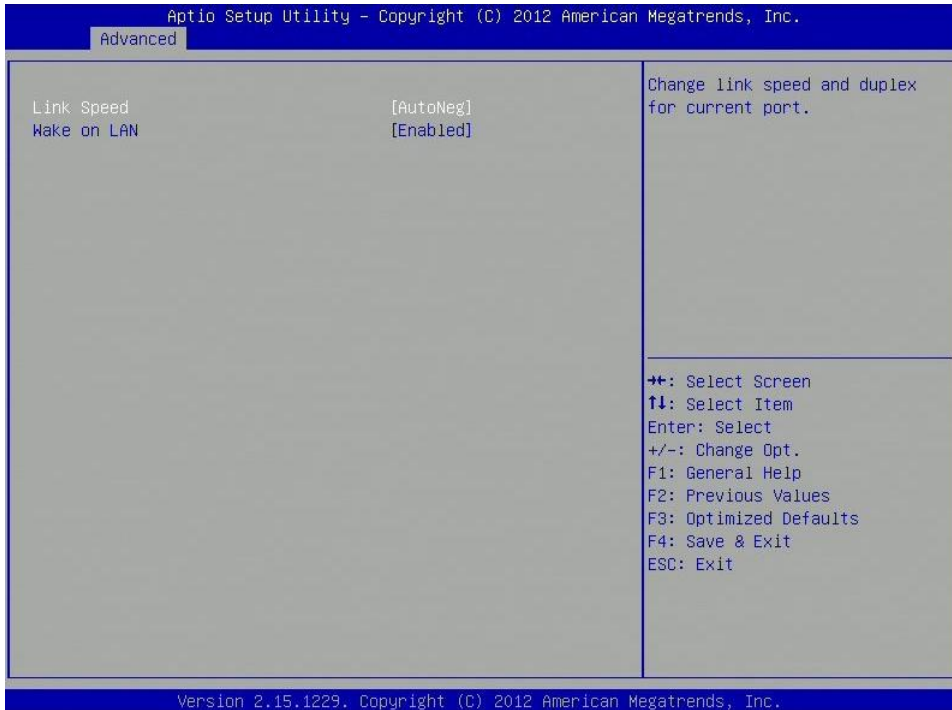 Aptio Setup Utility – Copyright (C) 2012 American Megatrends, Inc.
Advanced
Link Speed [AutoNeg]
Wake on LAN [Enabled]
Change link speed and duplex
for current port.
→←: Select Screen
↑↓: Select Item
Enter: Select
+/-: Change Opt.
F1: General Help
F2: Previous Values
F3: Optimized Defaults
F4: Save & Exit
ESC: Exit
Version 2.15.1229. Copyright (C) 2012 American Megatrends, Inc.